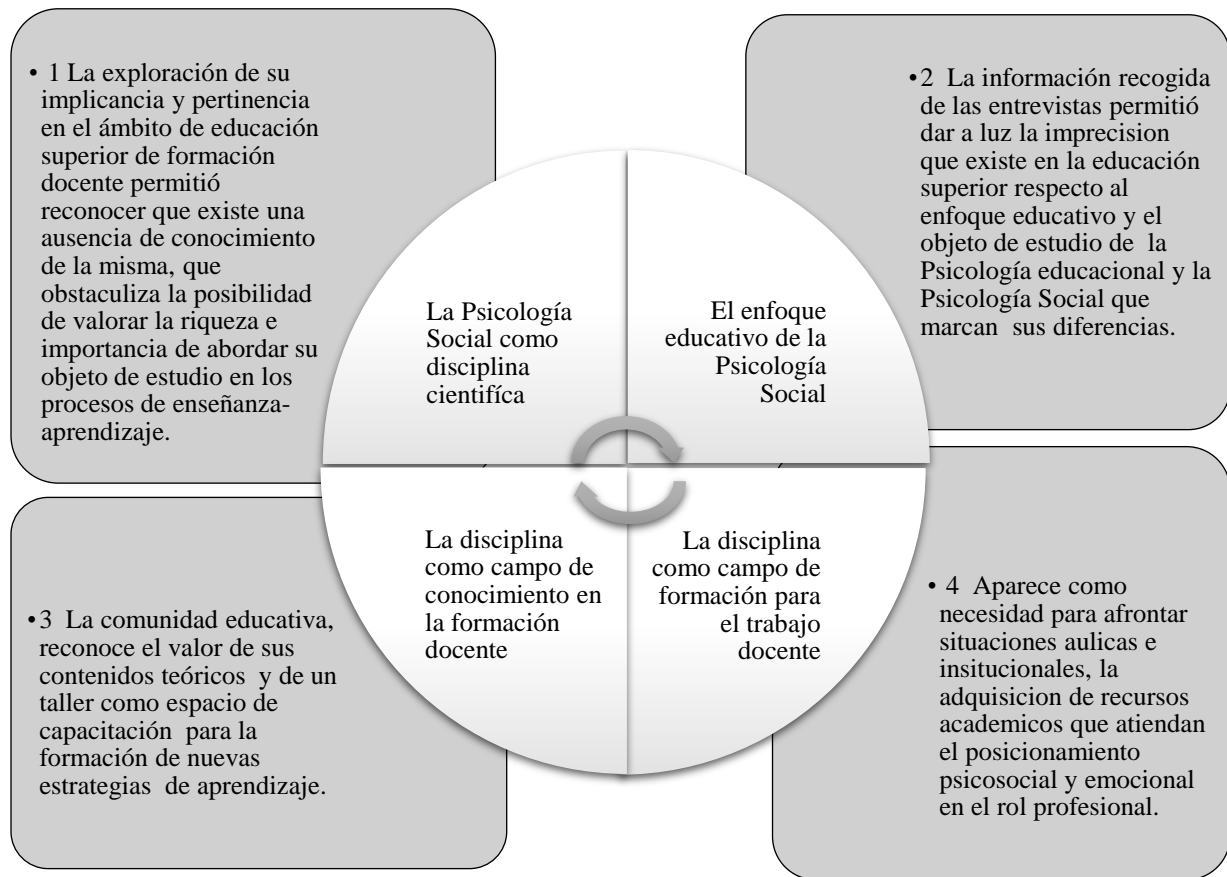 • 1 La exploración de su
implicancia y pertinencia
en el ámbito de educación
superior de formación
docente permitió
reconocer que existe una
ausencia de conocimiento
de la misma, que
obstaculiza la posibilidad
de valorar la riqueza e
importancia de abordar su
objeto de estudio en los
procesos de enseñanza-
aprendizaje.
•2 La información recogida
de las entrevistas permitió
dar a luz la imprecision
que existe en la educación
superior respecto al
enfoque educativo y el
objeto de estudio de la
Psicología educacional y la
Psicología Social que
marcan sus diferencias.
La Psicología
Social como
disciplina
cientifíca
El enfoque
educativo de la
Psicología
Social
La disciplina
como campo de
conocimiento en
la formación
docente
La disciplina
como campo de
formación para
el trabajo
docente
•3 La comunidad educativa,
reconoce el valor de sus
contenidos teóricos y de un
taller como espacio de
capacitación para la
formación de nuevas
estrategias de aprendizaje.
• 4 Aparece como
necesidad para afrontar
situaciones aulicas e
insitucionales, la
adquisicion de recursos
academicos que atiendan
el posicionamiento
psicosocial y emocional
en el rol profesional.